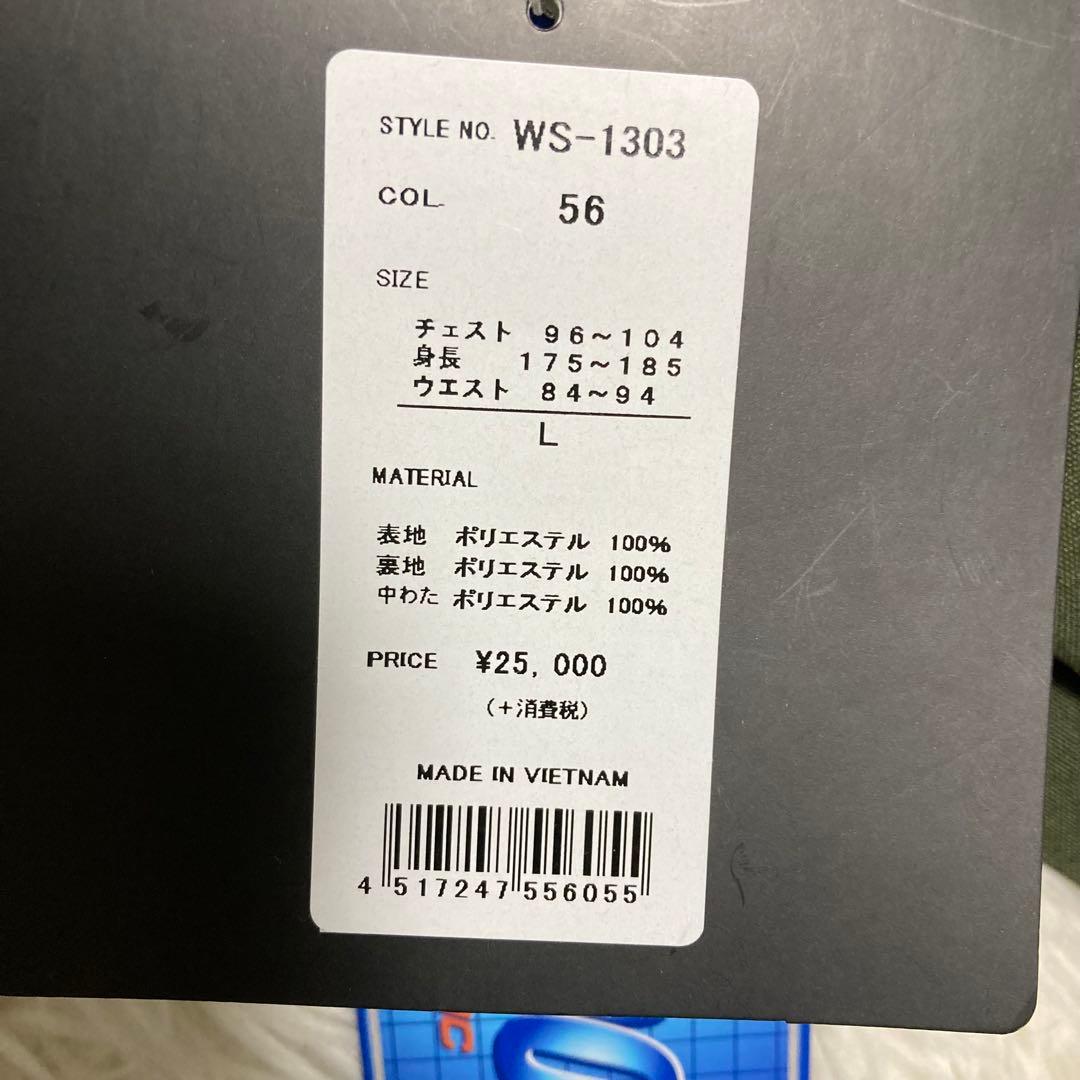 STYLE NO. WS-1303
COL. 56
SIZE
チェスト 96~104
身長 175~185
ウエスト 84~94
L
MATERIAL
表地 ポリエステル 100%
裏地 ポリエステル 100%
中わた ポリエステル 100%
PRICE ¥25,000
(+消費税)
MADE IN VIETNAM
4 517247 556055